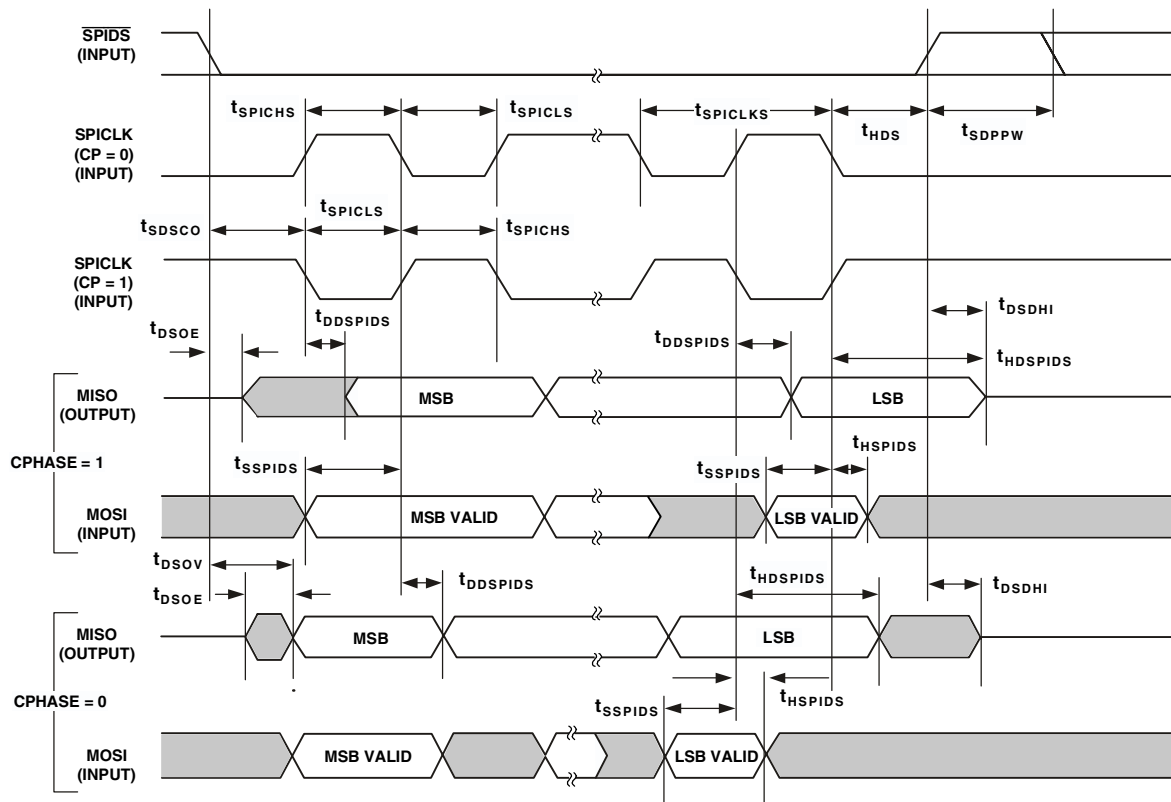 SPIDS
(INPUT)
tSPICHS
tSPICLS
tSPICLKS
tHDS
tSDPPW
SPICLK
(CP = 0)
(INPUT)
tSDSCO
tSPICLS
tSPICHS
SPICLK
(CP = 1)
(INPUT)
tDSOE
tDDSPIDS
tDDSPIDS
tDSDHI
tHDSPIDS
MISO
(OUTPUT)
MSB
LSB
CPHASE = 1
tSSPIDS
tSSPIDS
tHSPIDS
MOSI
(INPUT)
MSB VALID
LSB VALID
tDSOV
tDSOE
tDDSPIDS
tHDSPIDS
tDSDHI
MISO
(OUTPUT)
MSB
LSB
CPHASE = 0
tSSPIDS
tHSPIDS
MOSI
(INPUT)
MSB VALID
LSB VALID